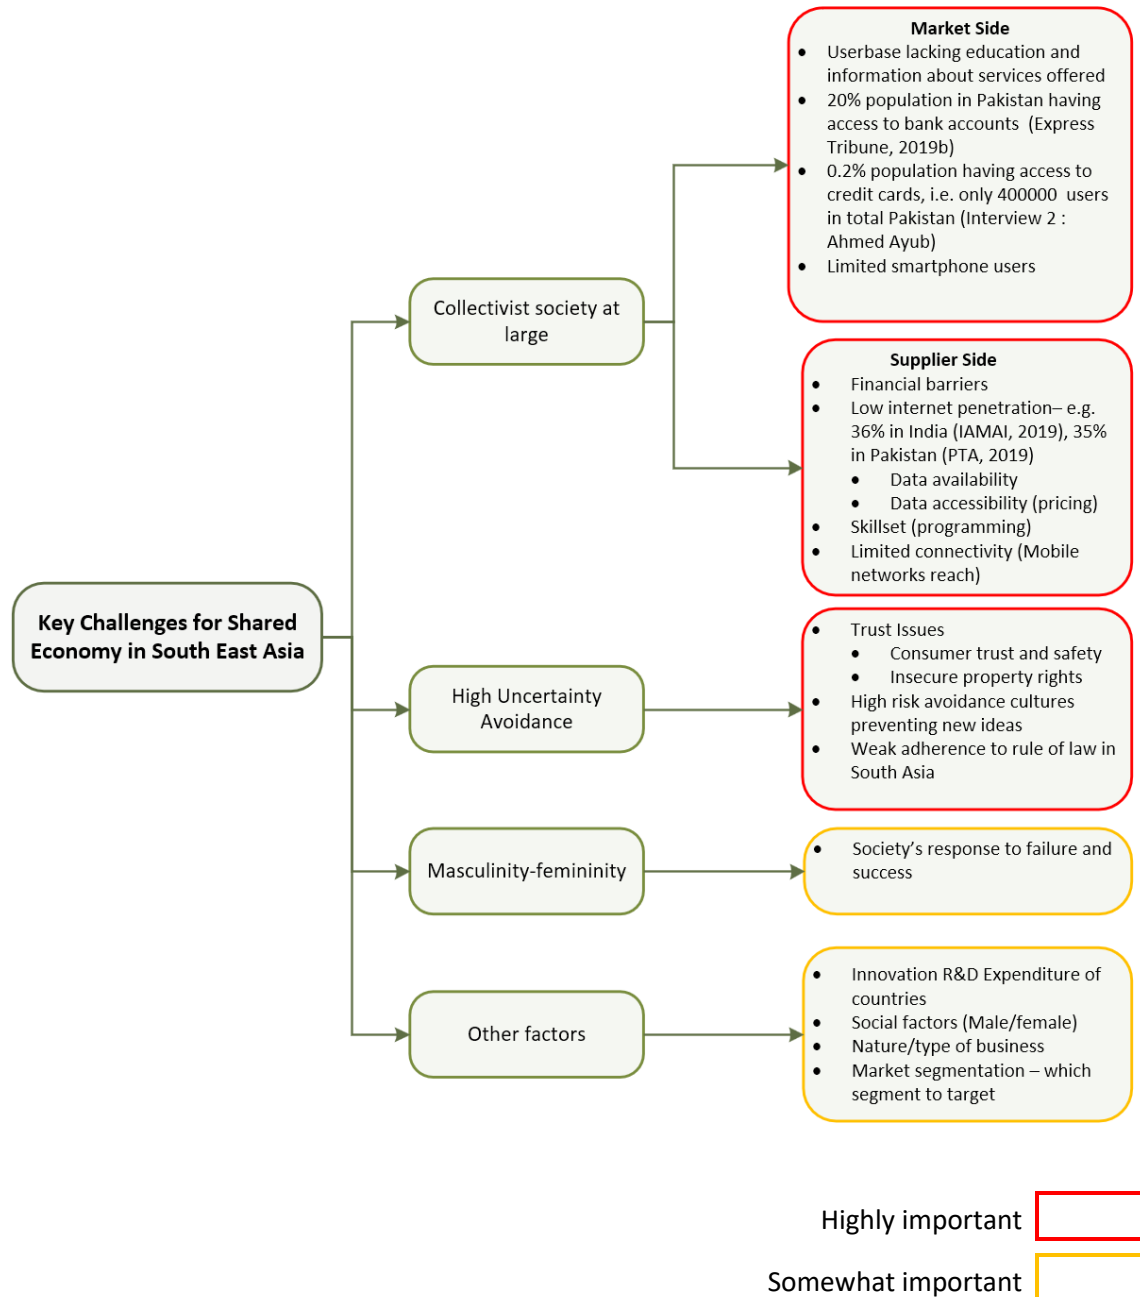 Market Side
• Userbase lacking education and
information about services offered
• 20% population in Pakistan having
access to bank accounts (Express
Tribune, 2019b)
• 0.2% population having access to
credit cards, i.e. only 400000 users
in total Pakistan (Interview 2 :
Ahmed Ayub)
• Limited smartphone users
Collectivist society at
large
Supplier Side
• Financial barriers
• Low internet penetration– e.g.
36% in India (IAMAI, 2019), 35%
in Pakistan (PTA, 2019)
• Data availability
• Data accessibility (pricing)
• Skillset (programming)
• Limited connectivity (Mobile
networks reach)
Key Challenges for Shared
Economy in South East Asia
High Uncertainty
Avoidance
• Trust Issues
• Consumer trust and safety
• Insecure property rights
• High risk avoidance cultures
preventing new ideas
• Weak adherence to rule of law in
South Asia
Masculinity-femininity
• Society’s response to failure and
success
Other factors
• Innovation R&D Expenditure of
countries
• Social factors (Male/female)
• Nature/type of business
• Market segmentation – which
segment to target
Highly important
Somewhat important